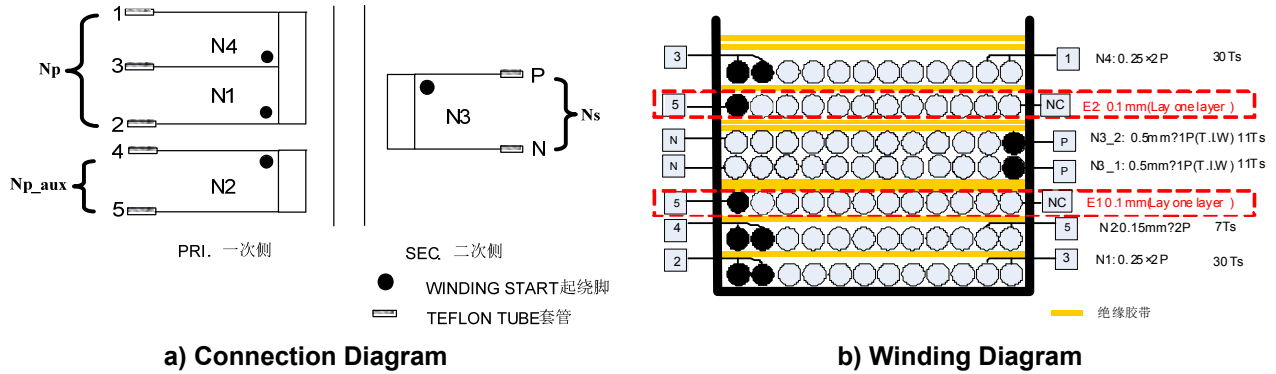 1
N4
Np
3
N1
2
4
Np_aux
N2
5
PRI. 一次侧
P
N3
Ns
N
SEC. 二次侧
WINDING START起绕脚
TEFLON TUBE套管
a) Connection Diagram
3
1
N4: 0.25×2P 30Ts
5
NC
E2 0.1mm(Lay one layer )
N
P
N3_2: 0.5mm?1P(T.I.W) 11Ts
N
P
N3_1: 0.5mm?1P(T.I.W) 11Ts
5
NC
E10.1mm(Lay one layer )
4
5
N2:0.15mm?2P 7Ts
2
3
N1: 0.25×2P 30Ts
绝缘胶带
b) Winding Diagram